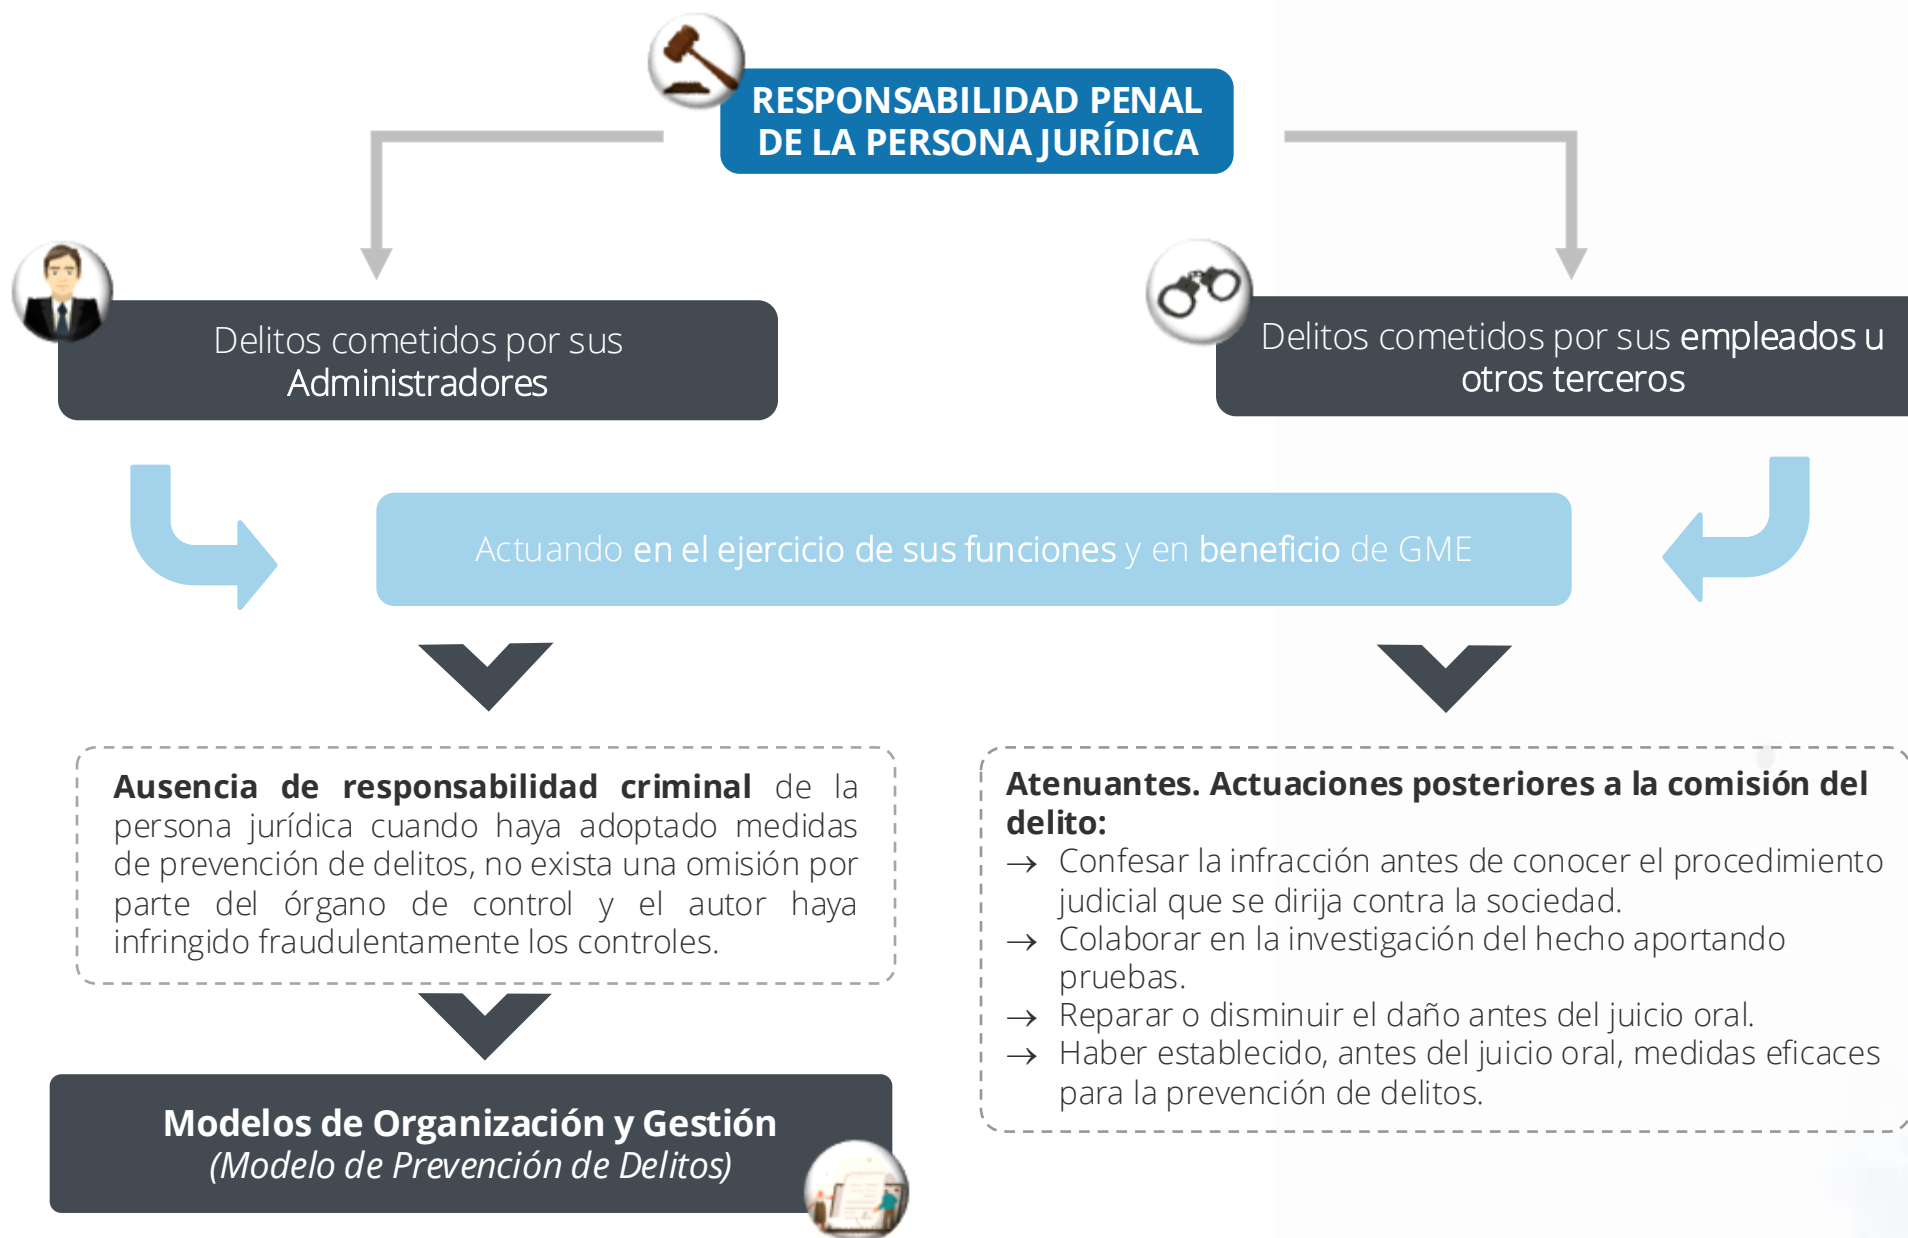 RESPONSABILIDAD PENAL
DE LA PERSONA JURÍDICA
Delitos cometidos por sus
Administradores
Delitos cometidos por sus empleados u
otros terceros
Actuando en el ejercicio de sus funciones y en beneficio de GME
Ausencia de responsabilidad criminal de la
persona jurídica cuando haya adoptado medidas
de prevención de delitos, no exista una omisión por
parte del órgano de control y el autor haya
infringido fraudulentamente los controles.
Modelos de Organización y Gestión
(Modelo de Prevención de Delitos)
Atenuantes. Actuaciones posteriores a la comisión del
delito:
→ Confesar la infracción antes de conocer el procedimiento
judicial que se dirija contra la sociedad.
→ Colaborar en la investigación del hecho aportando
pruebas.
→ Reparar o disminuir el daño antes del juicio oral.
→ Haber establecido, antes del juicio oral, medidas eficaces
para la prevención de delitos.